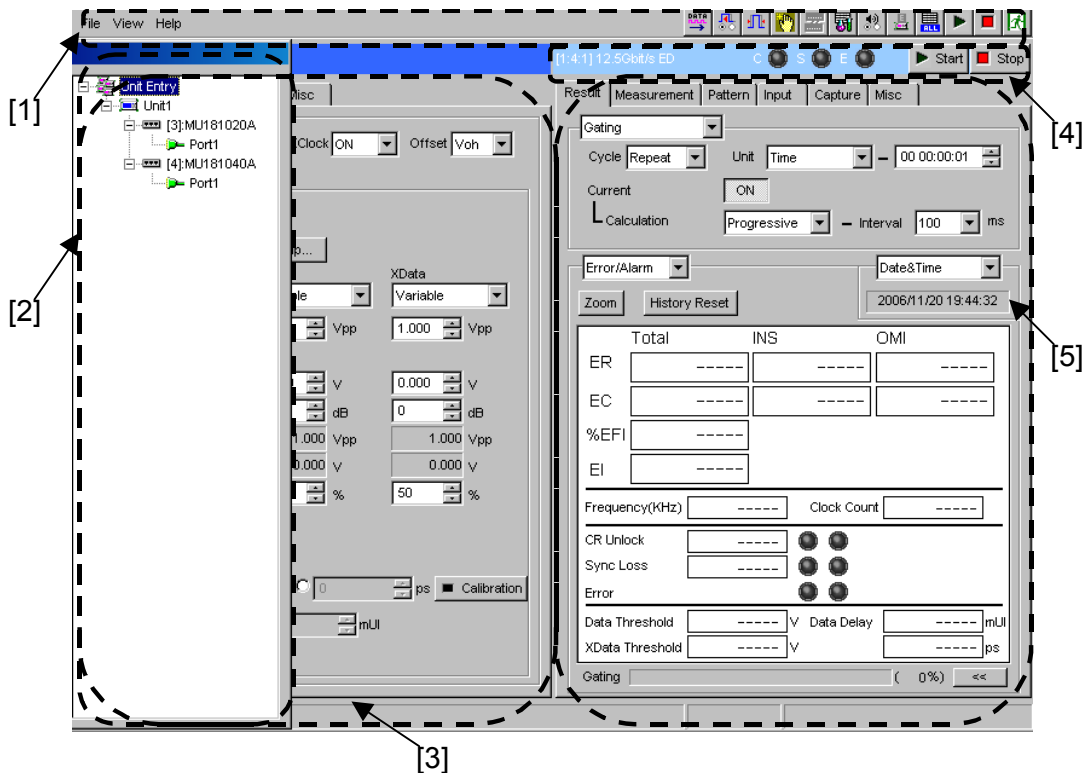 File View Help
DATA
ALL
[1:4:1] 12.5Gbit/s ED C S E Start Stop
Unit Entry
Unit1
[3]:MU181020A
Port1
[4]:MU181040A
Port1
Misc
Clock ON Offset Voh
XData
Variable
Vpp 1.000 Vpp
V 0.000 V
dB 0 dB
1.000 Vpp 1.000 Vpp
0.000 V 0.000 V
% 50 %
0 ps Calibration
mUI
Result Measurement Pattern Input Capture Misc
Gating
Cycle Repeat Unit Time 00 00:00:01
Current ON
Calculation Progressive Interval 100 ms
Error/Alarm Date&Time
Zoom History Reset 2006/11/20 19:44:32
Total INS OMI
ER ----- ----- -----
EC ----- ----- -----
%EFI -----
EI -----
Frequency(KHz) ----- Clock Count -----
CR Unlock -----
Sync Loss -----
Error
Data Threshold ----- V Data Delay ----- mUI
XData Threshold ----- V ----- ps
Gating ( 0%) <<
[1]
[2]
[3]
[4]
[5]